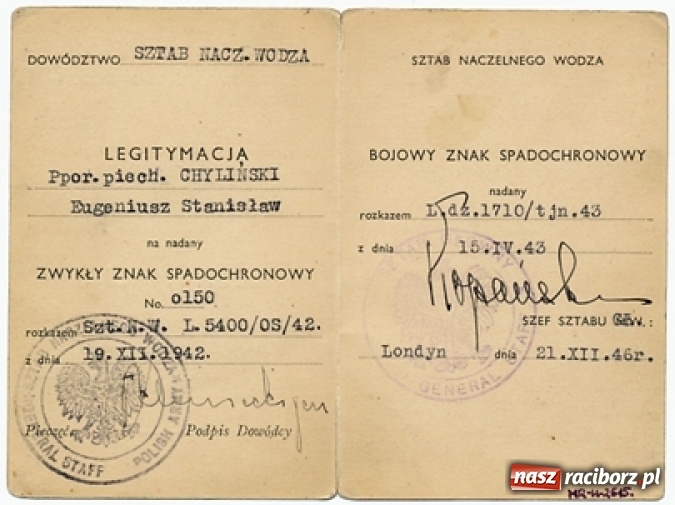 DOWÓDZTWO SZTAB NACZ.WODZA
LEGITYMACJA
Ppor.piech. CHYLIŃSKI
Eugeniusz Stanisław
na nadany
ZWYKŁY ZNAK SPADOCHRONOWY
No. o150
rozkazem Szt.N.W. L.5400/OS/42.
z dnia 19.XII.1942.
Pieczęć Podpis Dowódcy
GENERAL STAFF POLISH ARMY
SZTAB NACZELNEGO WODZA
BOJOWY ZNAK SPADOCHRONOWY
nadany
rozkazem L.dz.1710/tjn.43
z dnia 15.IV.43
Kopański
SZEF SZTABU
Londyn dnia 21.XII.46r.
GENERAL STAFF
nasz raciborz.pl